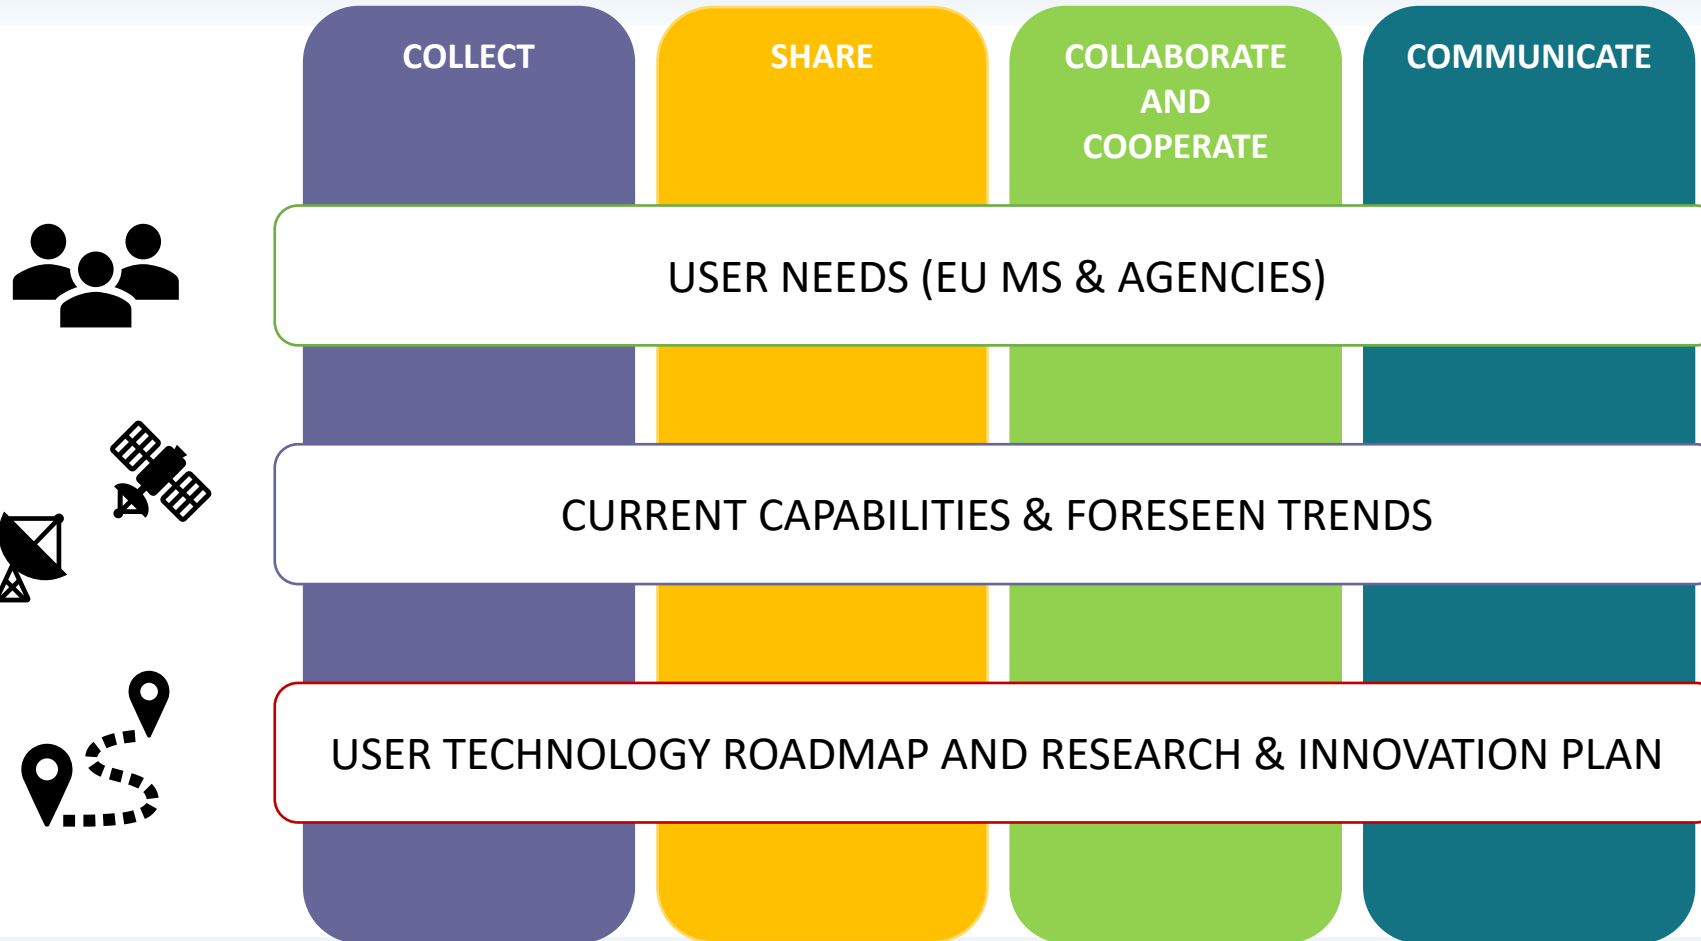 COLLECT
SHARE
COLLABORATE
AND
COOPERATE
COMMUNICATE
USER NEEDS (EU MS & AGENCIES)
CURRENT CAPABILITIES & FORESEEN TRENDS
USER TECHNOLOGY ROADMAP AND RESEARCH & INNOVATION PLAN